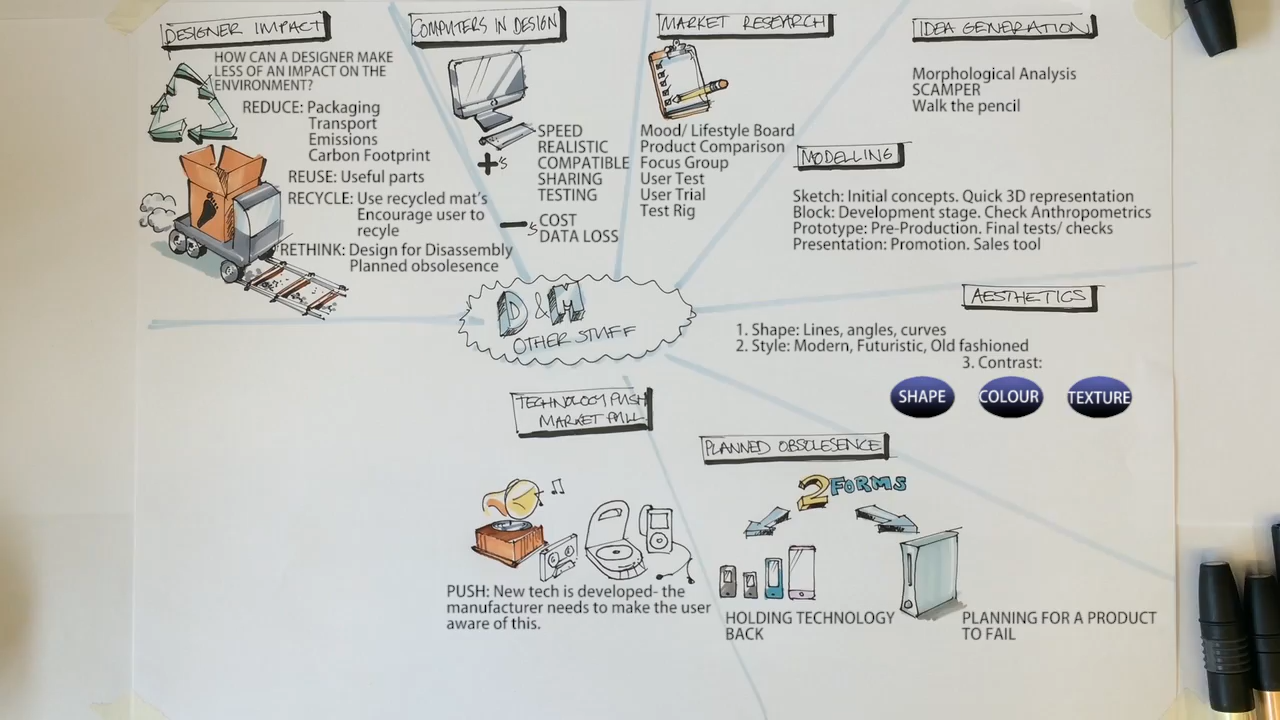 DESIGNER IMPACT
HOW CAN A DESIGNER MAKE
LESS OF AN IMPACT ON THE
ENVIRONMENT?
REDUCE: Packaging
Transport
Emissions
Carbon Footprint
REUSE: Useful parts
RECYCLE: Use recycled mat's
Encourage user to
recyle
RETHINK: Design for Disassembly
Planned obsolesence
COMPUTERS IN DESIGN
+'s
SPEED
REALISTIC
COMPATIBLE
SHARING
TESTING
-'s
COST
DATA LOSS
MARKET RESEARCH
Mood/ Lifestyle Board
Product Comparison
Focus Group
User Test
User Trial
Test Rig
IDEA GENERATION
Morphological Analysis
SCAMPER
Walk the pencil
MODELLING
Sketch: Initial concepts. Quick 3D representation
Block: Development stage. Check Anthropometrics
Prototype: Pre-Production. Final tests/ checks
Presentation: Promotion. Sales tool
D&M
OTHER STUFF
AESTHETICS
1. Shape: Lines, angles, curves
2. Style: Modern, Futuristic, Old fashioned
3. Contrast:
SHAPE
COLOUR
TEXTURE
TECHNOLOGY PUSH
MARKET PULL
PUSH: New tech is developed- the
manufacturer needs to make the user
aware of this.
PLANNED OBSOLESENCE
2 FORMS
HOLDING TECHNOLOGY
BACK
PLANNING FOR A PRODUCT
TO FAIL